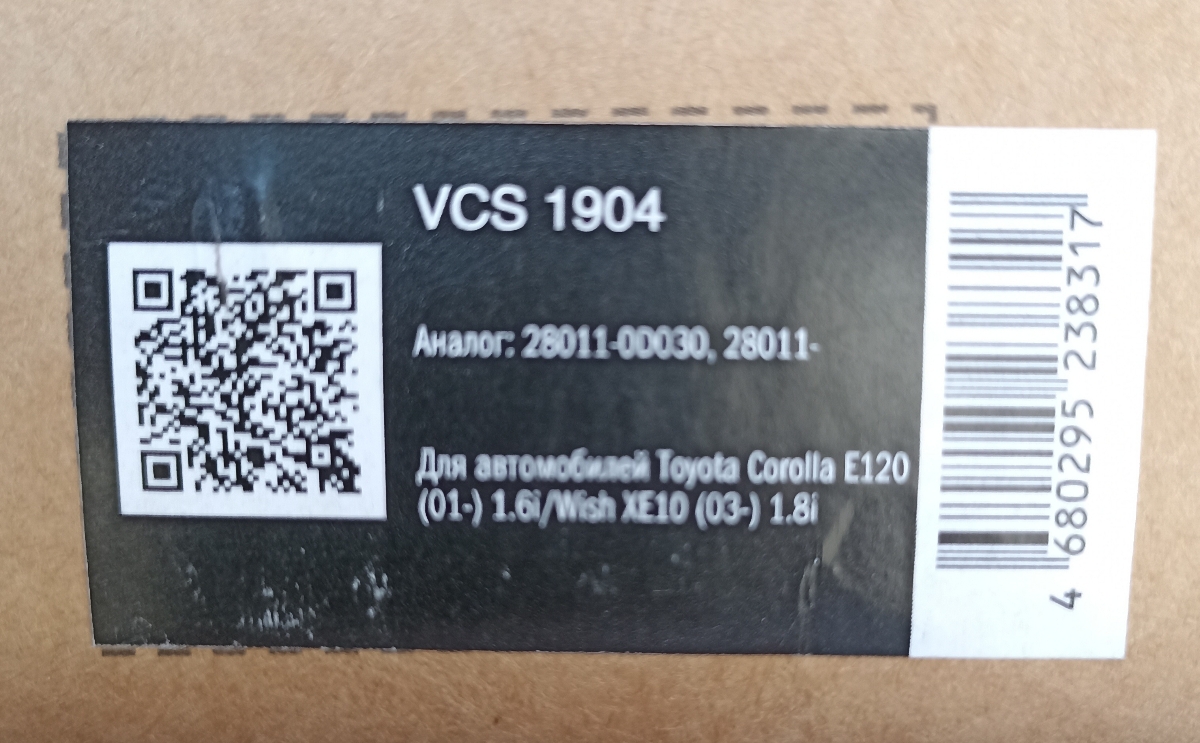 VCS 1904
Аналог: 28011-0D030, 28011-
Для автомобилей Toyota Corolla E120
(01-) 1.6i/Wish XE10 (03-) 1.8i
4 680295 238317